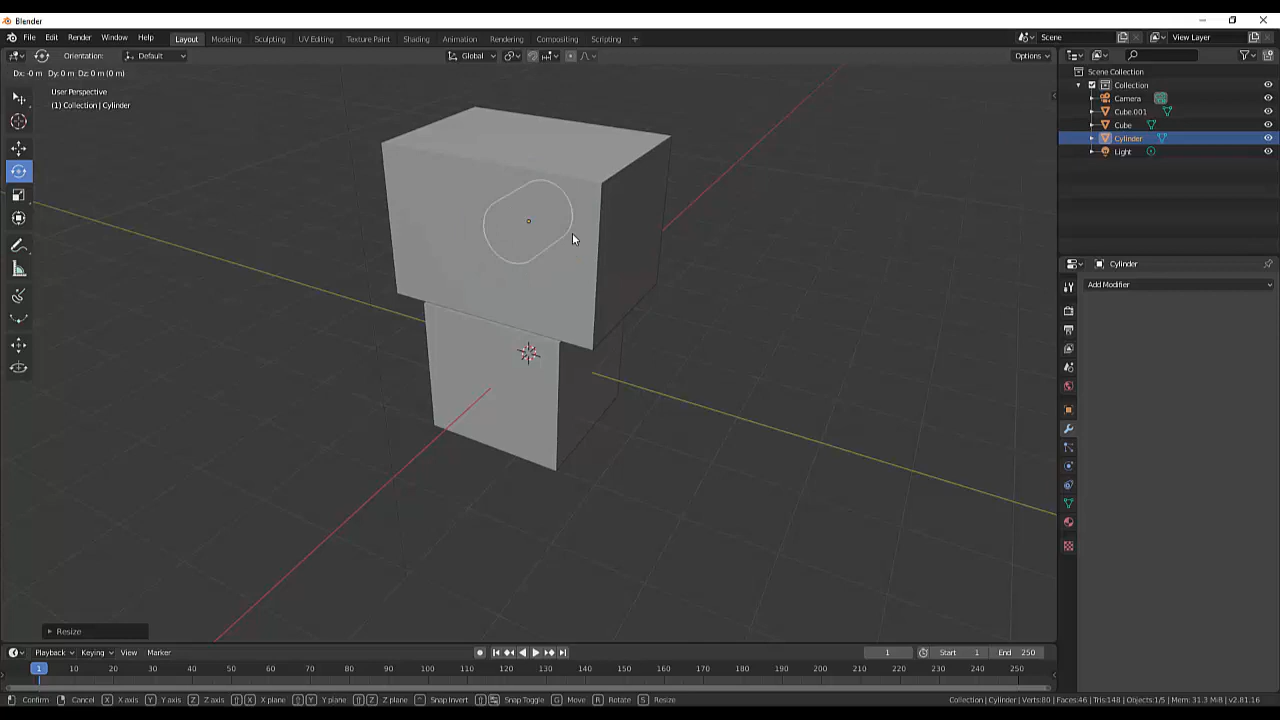 Blender
File Edit Render Window Help Layout Modeling Sculpting UV Editing Texture Paint Shading Animation Rendering Compositing Scripting + Scene View Layer
Orientation: Default Global Options
Dx: -0 m Dy: 0 m Dz: 0 m (0 m)
User Perspective
(1) Collection | Cylinder
Scene Collection
Collection
Camera
Cube.001
Cube
Cylinder
Light
Cylinder
Add Modifier
Resize
Playback Keying View Marker 1 Start 1 End 250
1 10 20 30 40 50 60 70 80 90 100 110 120 130 140 150 160 170 180 190 200 210 220 230 240 250
Confirm Cancel X X axis Y Y axis Z Z axis X X plane Y Y plane Z Z plane Snap Invert Snap Toggle G Move R Rotate S Resize Collection | Cylinder | Verts:80 | Faces:46 | Tris:148 | Objects:1/5 | Mem: 31.3 MiB | v2.81.16